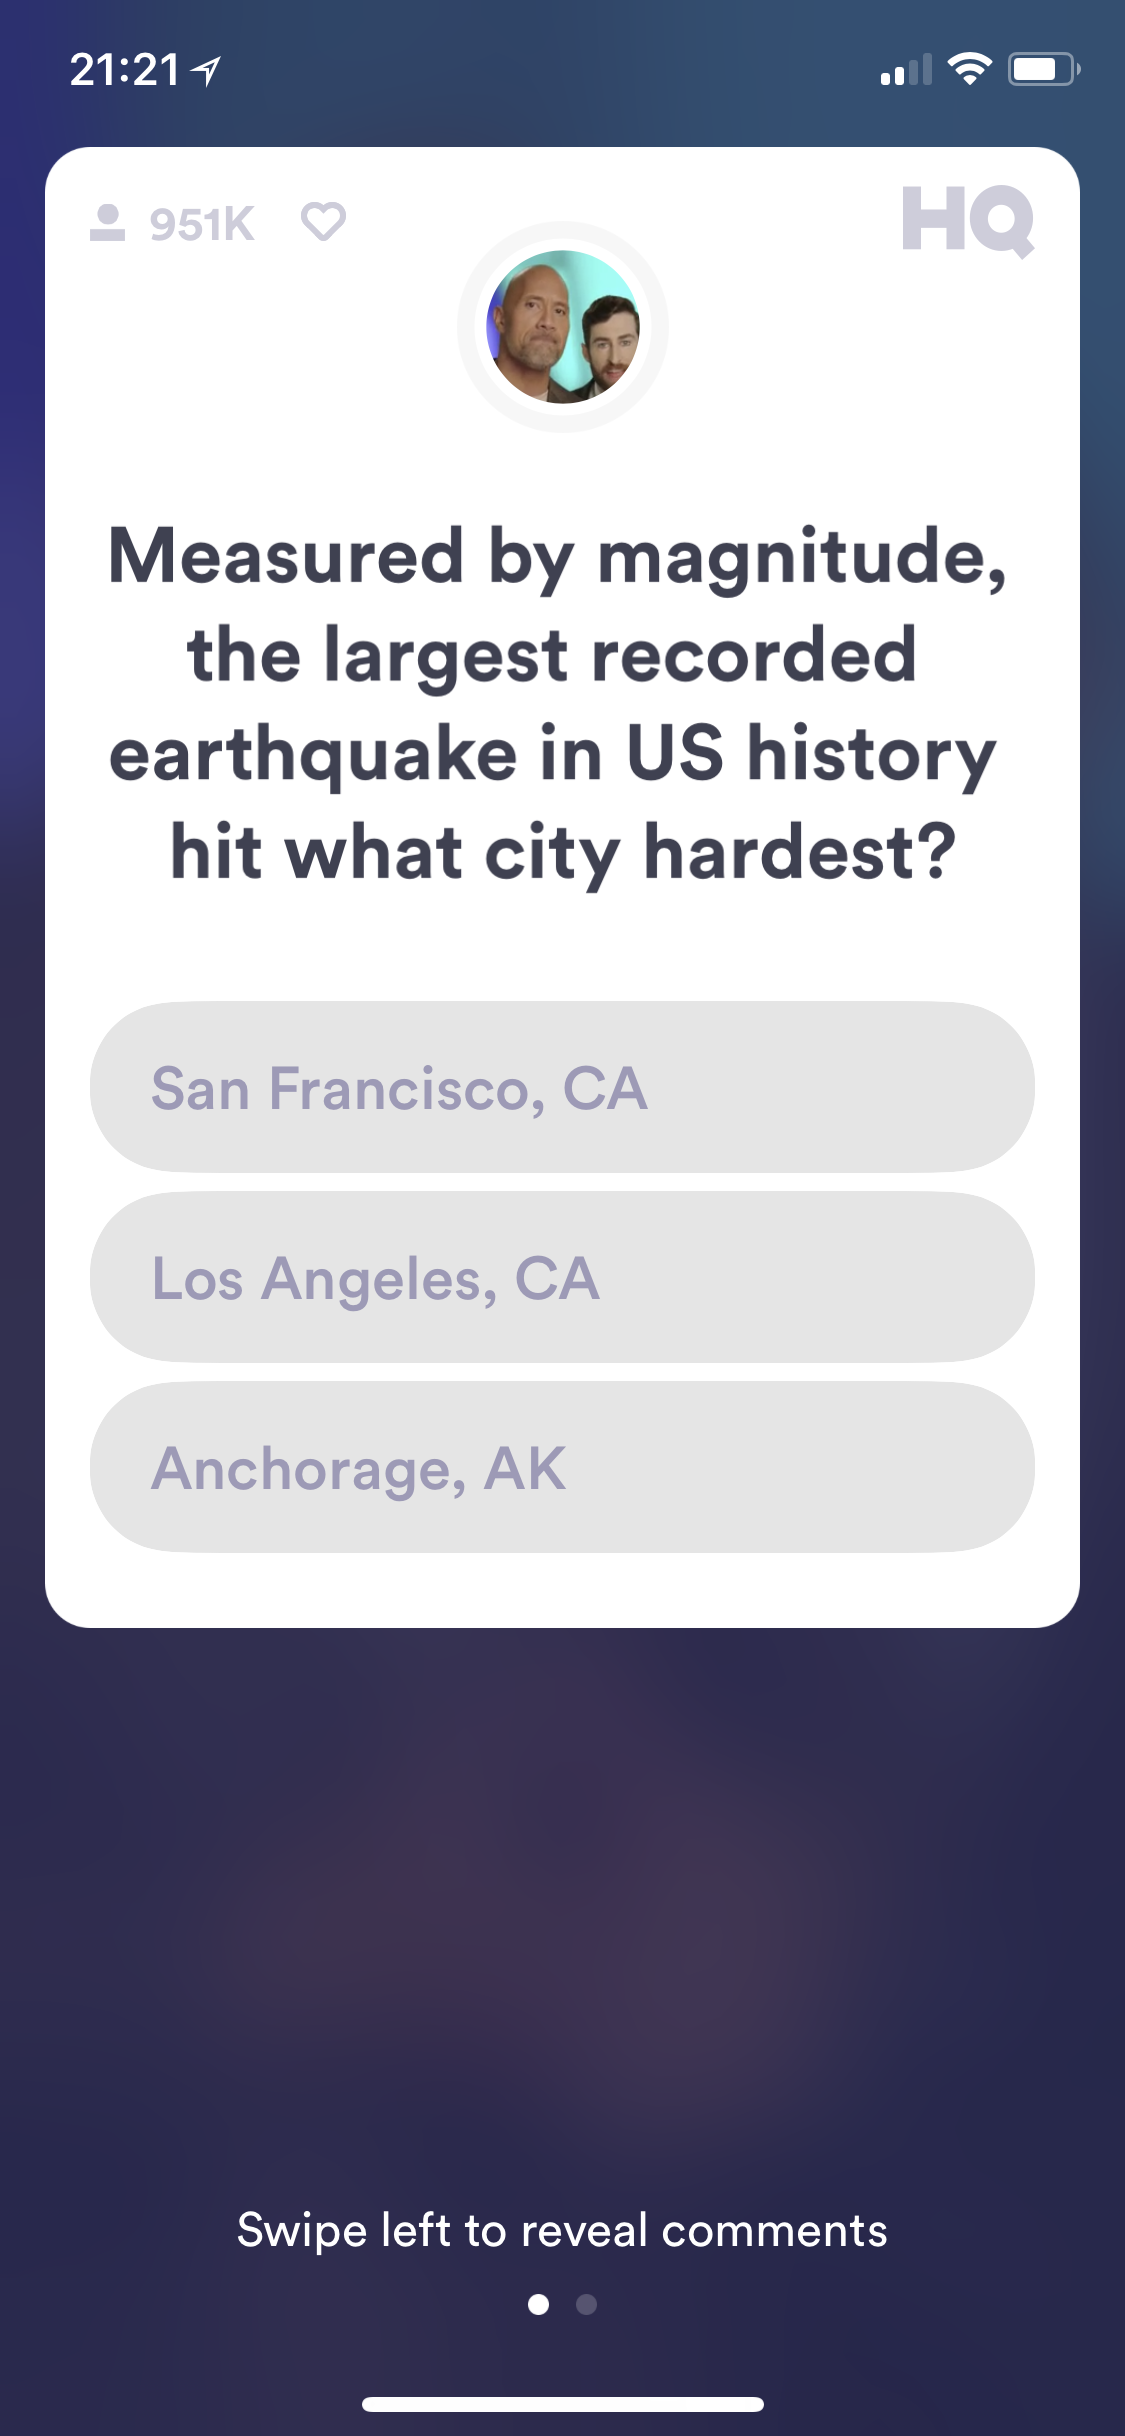 21:21
951K
HQ
Measured by magnitude,
the largest recorded
earthquake in US history
hit what city hardest?
San Francisco, CA
Los Angeles, CA
Anchorage, AK
Swipe left to reveal comments